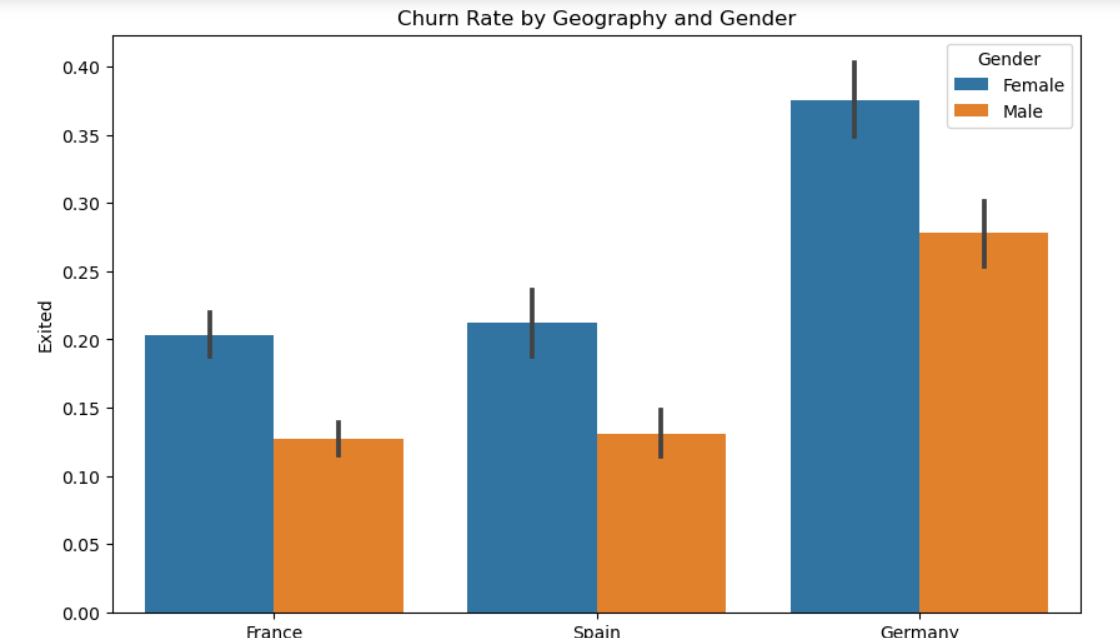 Churn Rate by Geography and Gender
Gender
Female
Male
0.40
0.35
0.30
0.25
0.20
0.15
0.10
0.05
0.00
Exited
France
Spain
Germany